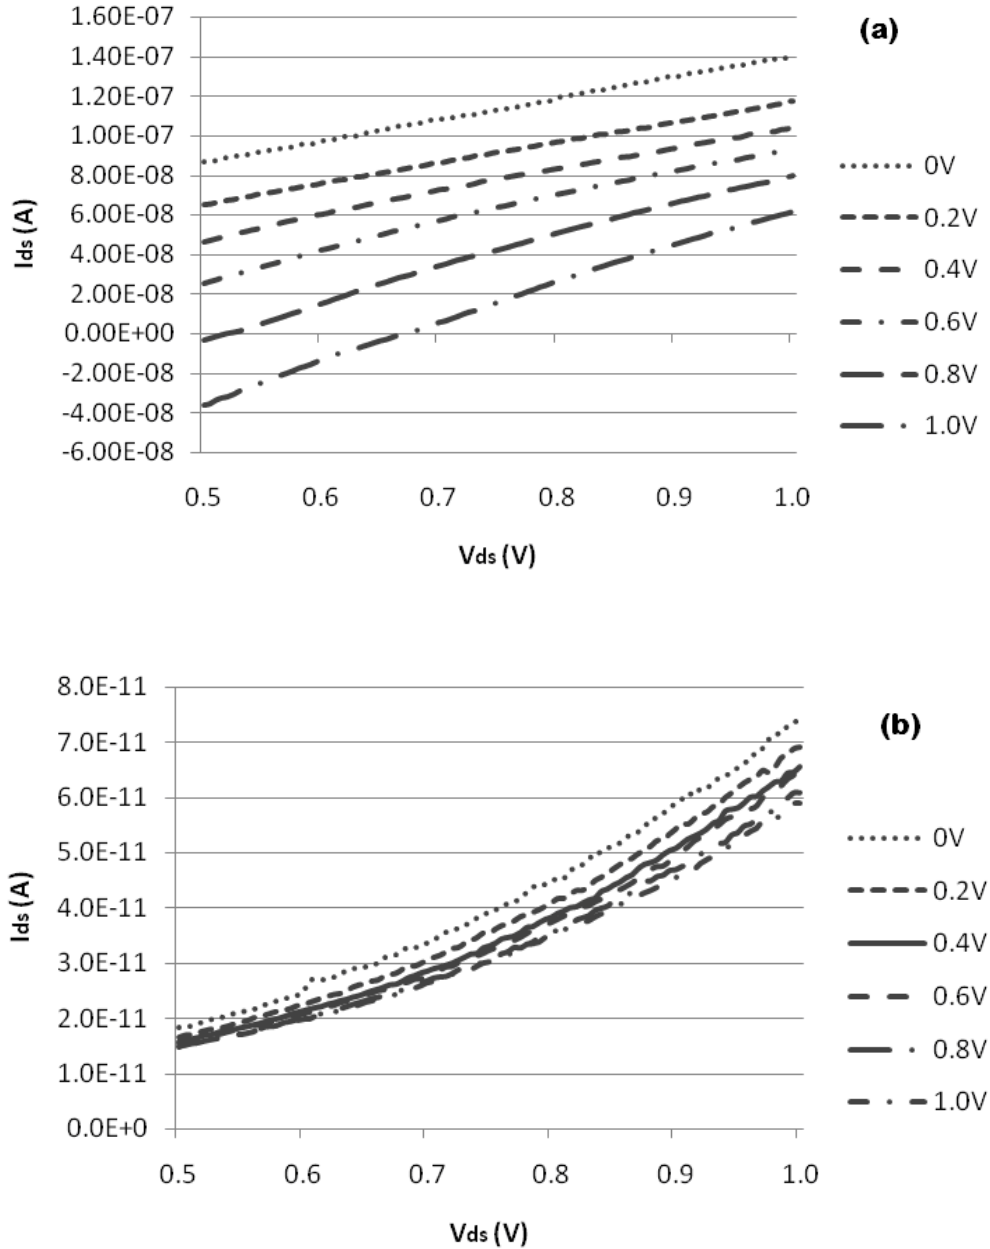 1.60E-07
(a)
1.40E-07
1.20E-07
1.00E-07
8.00E-08
6.00E-08
4.00E-08
2.00E-08
0.00E+00
-2.00E-08
-4.00E-08
-6.00E-08
Ids (A)
0V
0.2V
0.4V
0.6V
0.8V
1.0V
0.5 0.6 0.7 0.8 0.9 1.0
Vds (V)
8.0E-11
(b)
7.0E-11
6.0E-11
5.0E-11
4.0E-11
3.0E-11
2.0E-11
1.0E-11
0.0E+0
Ids (A)
0V
0.2V
0.4V
0.6V
0.8V
1.0V
0.5 0.6 0.7 0.8 0.9 1.0
Vds (V)